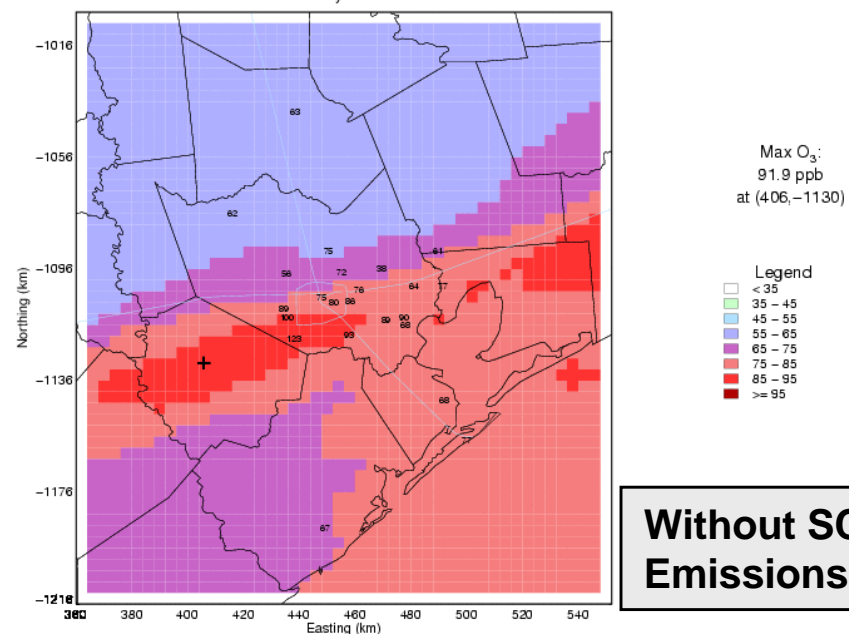 -1016
-1056
-1096
-1136
-1176
-1216
Northing (km)
380 400 420 440 460 480 500 520 540
Easting (km)
63
62
75
61
56 72 38
76 64 77
75 80 86
89
100 89 90
68
123 93
68
77
67
Max O₃:
91.9 ppb
at (406,-1130)
Legend
< 35
35 - 45
45 - 55
55 - 65
65 - 75
75 - 85
85 - 95
>= 95
Without
Emissions